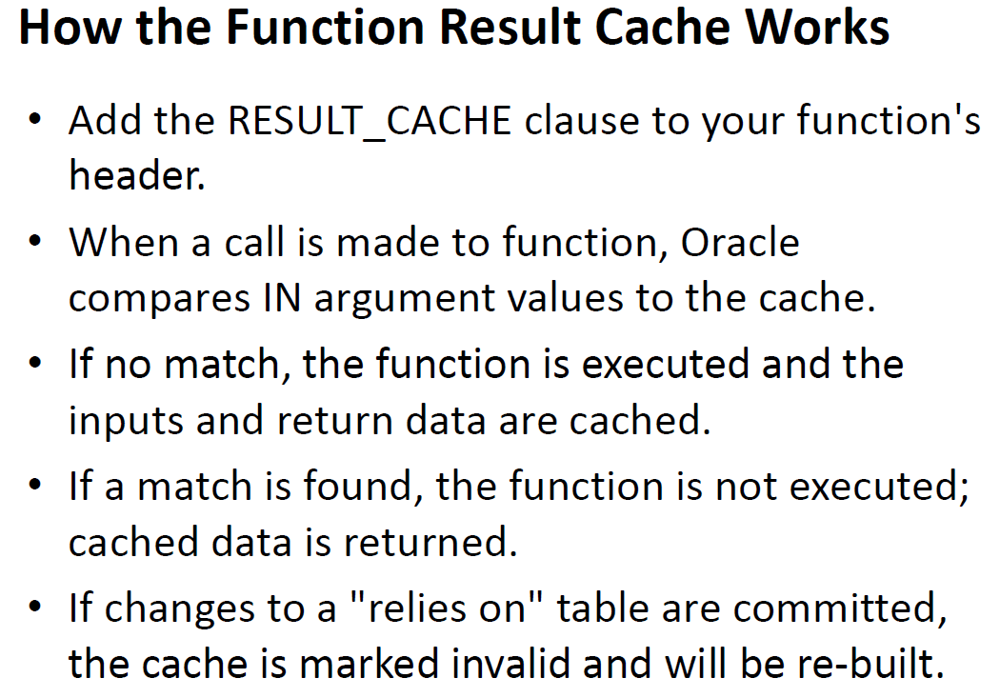 How the Function Result Cache Works
• Add the RESULT_CACHE clause to your function's
header.
• When a call is made to function, Oracle
compares IN argument values to the cache.
• If no match, the function is executed and the
inputs and return data are cached.
• If a match is found, the function is not executed;
cached data is returned.
• If changes to a "relies on" table are committed,
the cache is marked invalid and will be re-built.